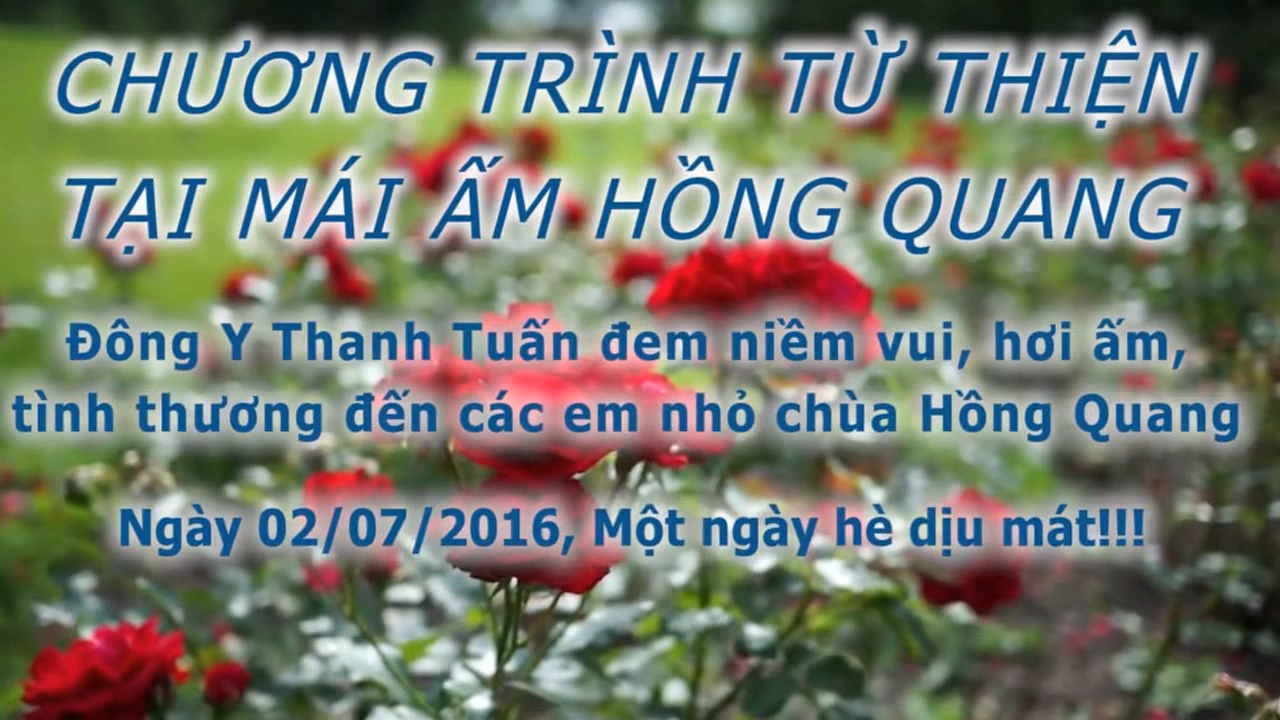 CHƯƠNG TRÌNH TỪ THIỆN
TẠI MÁI ẤM HỒNG QUANG
Đông Y Thanh Tuấn đem niềm vui, hơi ấm,
tình thương đến các em nhỏ chùa Hồng Quang
Ngày 02/07/2016, Một ngày hè dịu mát!!!